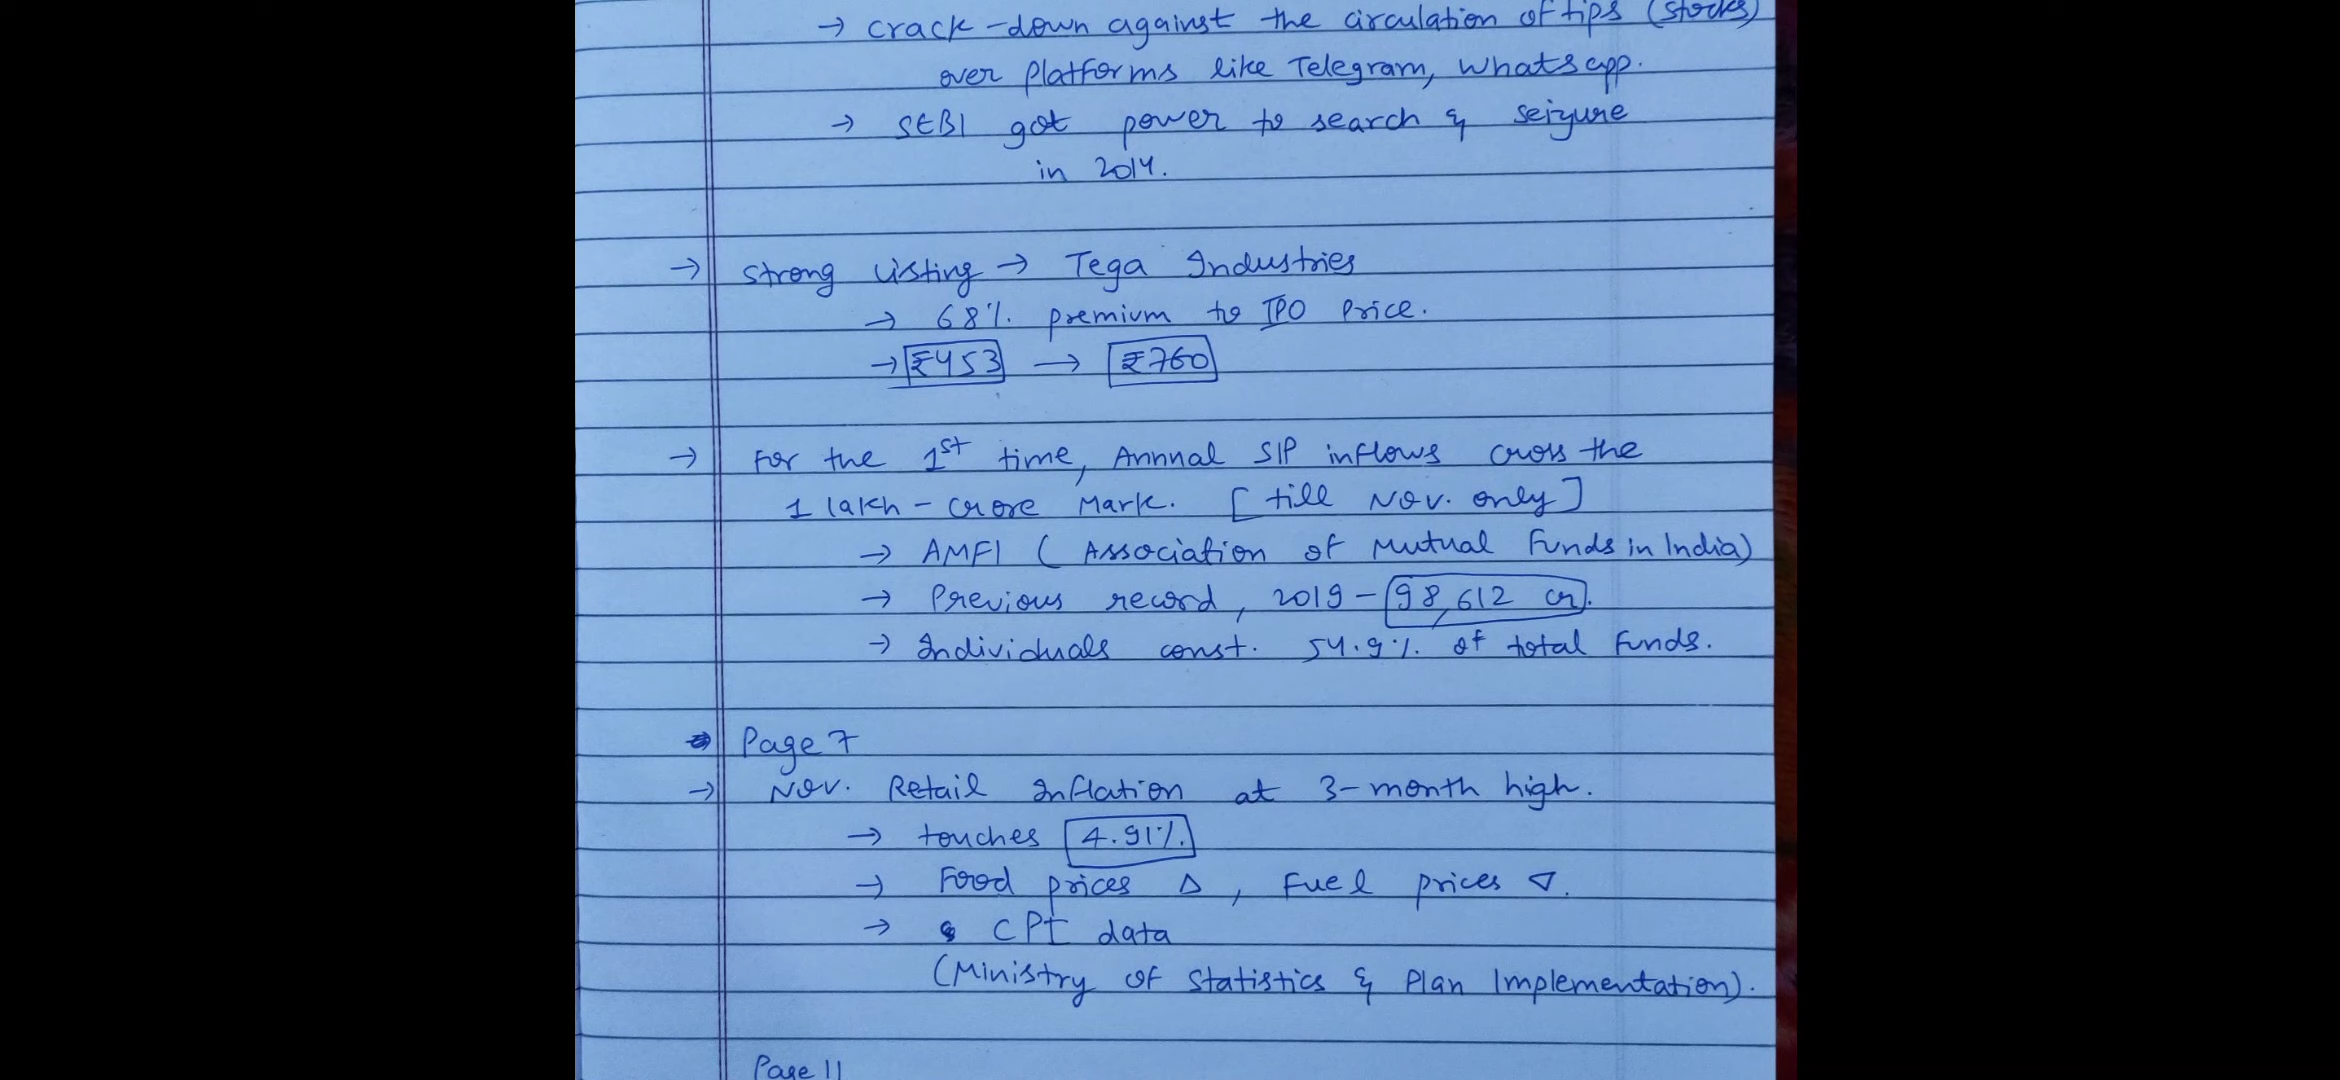 → crack-down against the circulation of tips (stocks)
over Platforms like Telegram, Whatsapp.
→ SEBI got power to search & seizure
in 2014.
→ Strong Listing → Tega Industries
→ 68% premium to IPO Price.
→ ₹453 → ₹760
→ For the 1st time, Annual SIP inflows cross the
1 lakh-crore Mark. [till Nov. only]
→ AMFI (Association of Mutual Funds in India)
→ Previous record, 2019 - 98,612 cr.
→ Individuals const. 54.9% of total Funds.
→ Page 7
→ Nov. Retail Inflation at 3-month high.
→ touches 4.91%.
→ Food prices △, Fuel prices ▽.
→ CPI data
(Ministry of Statistics & Plan Implementation).
Page 11